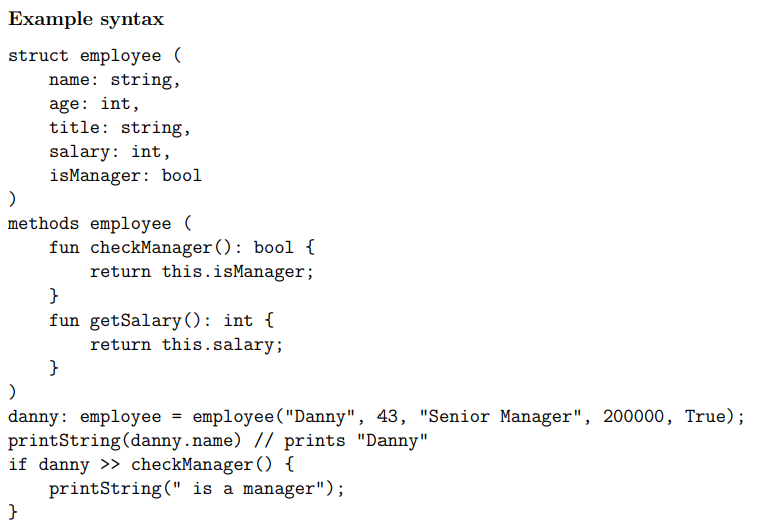 Example syntax
struct employee (
    name: string,
    age: int,
    title: string,
    salary: int,
    isManager: bool
)
methods employee (
    fun checkManager(): bool {
        return this.isManager;
    }
    fun getSalary(): int {
        return this.salary;
    }
)
danny: employee = employee("Danny", 43, "Senior Manager", 200000, True);
printString(danny.name) // prints "Danny"
if danny >> checkManager() {
    printString(" is a manager");
}